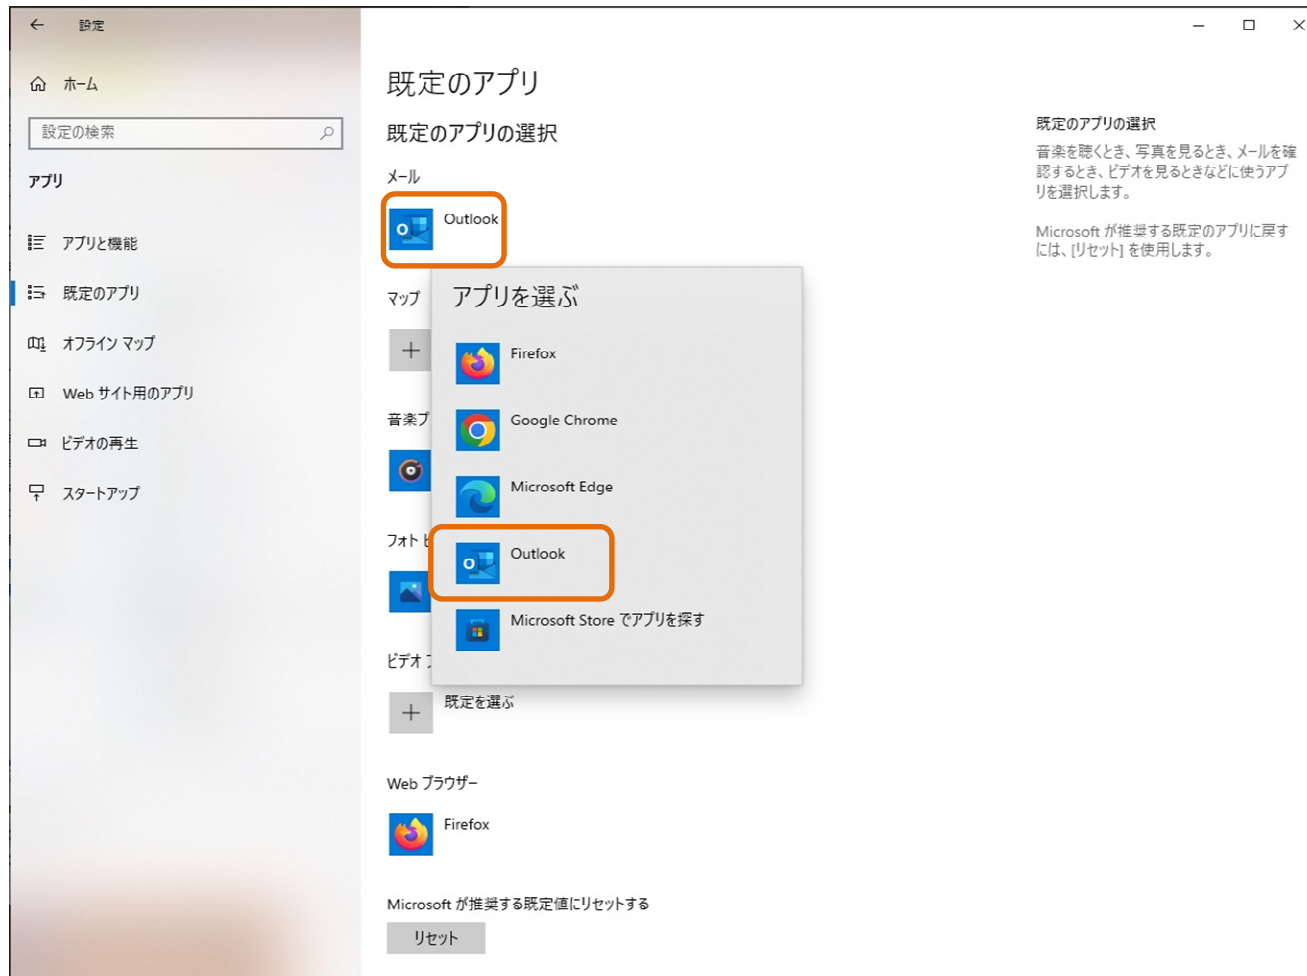 設定
ホーム
設定の検索
アプリ
アプリと機能
既定のアプリ
オフライン マップ
Web サイト用のアプリ
ビデオの再生
スタートアップ
既定のアプリ
既定のアプリの選択
メール
Outlook
マップ
音楽プ
フォト ビ
ビデオ プ
アプリを選ぶ
Firefox
Google Chrome
Microsoft Edge
Outlook
Microsoft Store でアプリを探す
既定を選ぶ
Web ブラウザー
Firefox
Microsoft が推奨する既定値にリセットする
リセット
既定のアプリの選択
音楽を聴くとき、写真を見るとき、メールを確
認するとき、ビデオを見るときなどに使うアプ
リを選択します。
Microsoft が推奨する既定のアプリに戻す
には、[リセット] を使用します。